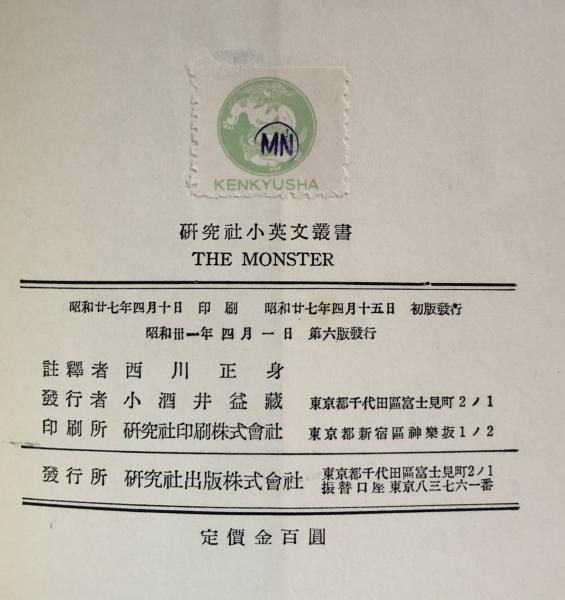 MN
KENKYUSHA
硏究社小英文叢書
THE MONSTER
昭和廿七年四月十日 印刷 昭和廿七年四月十五日 初版發行
昭和卅一年四月一日 第六版發行
註釋者 西川正身
發行者 小酒井益藏 東京都千代田區富士見町2ノ1
印刷所 硏究社印刷株式會社 東京都新宿區神樂坂1ノ2
發行所 硏究社出版株式會社 東京都千代田區富士見町2ノ1
振替口座 東京八三七六一番
定價金百圓